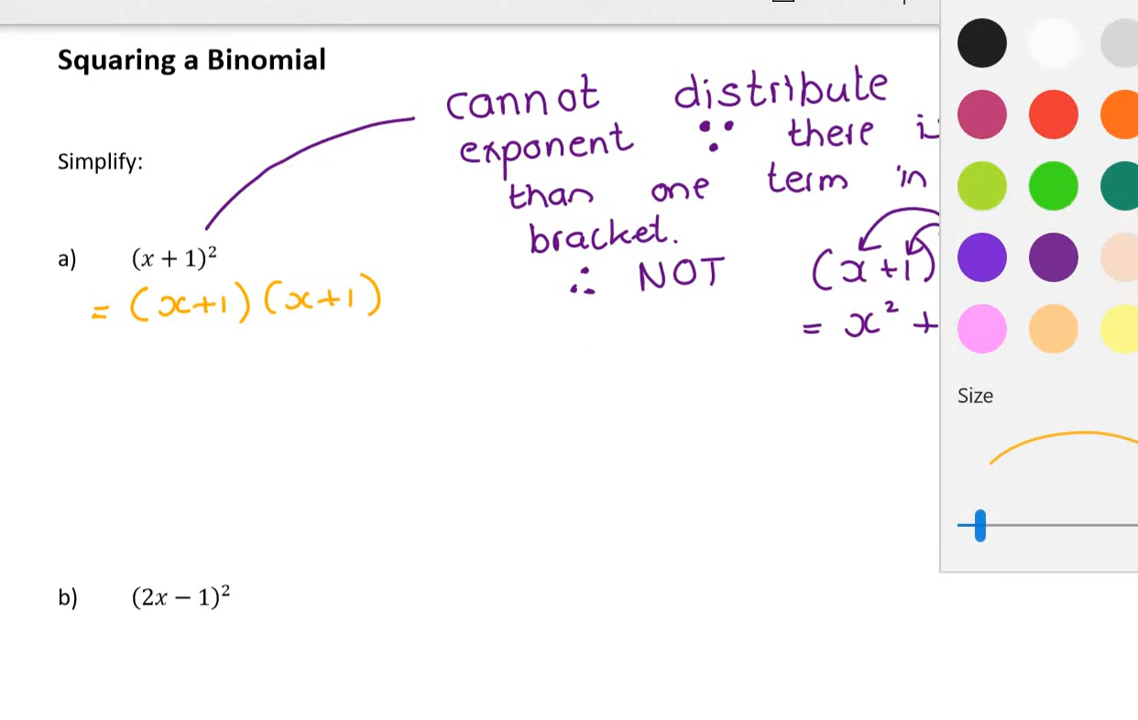 Squaring a Binomial
cannot distribute
exponent ∵ there
Simplify:
than one term in
bracket.
a) (x + 1)²
∴ NOT (x+1)
= (x+1)(x+1)
= x² +
Size
b) (2x − 1)²